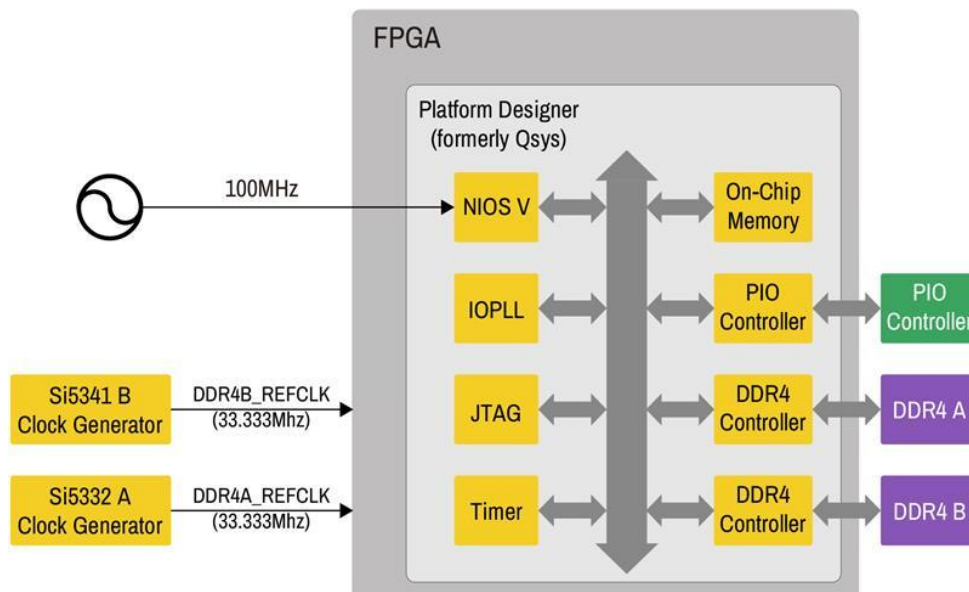 FPGA
Platform Designer
(formerly Qsys)
100MHz
NIOS V
On-Chip
Memory
IOPLL
PIO
Controller
PIO
Controller
Si5341 B
Clock Generator
DDR4B_REFCLK
(33.333Mhz)
JTAG
DDR4
Controller
DDR4 A
Si5332 A
Clock Generator
DDR4A_REFCLK
(33.333Mhz)
Timer
DDR4
Controller
DDR4 B